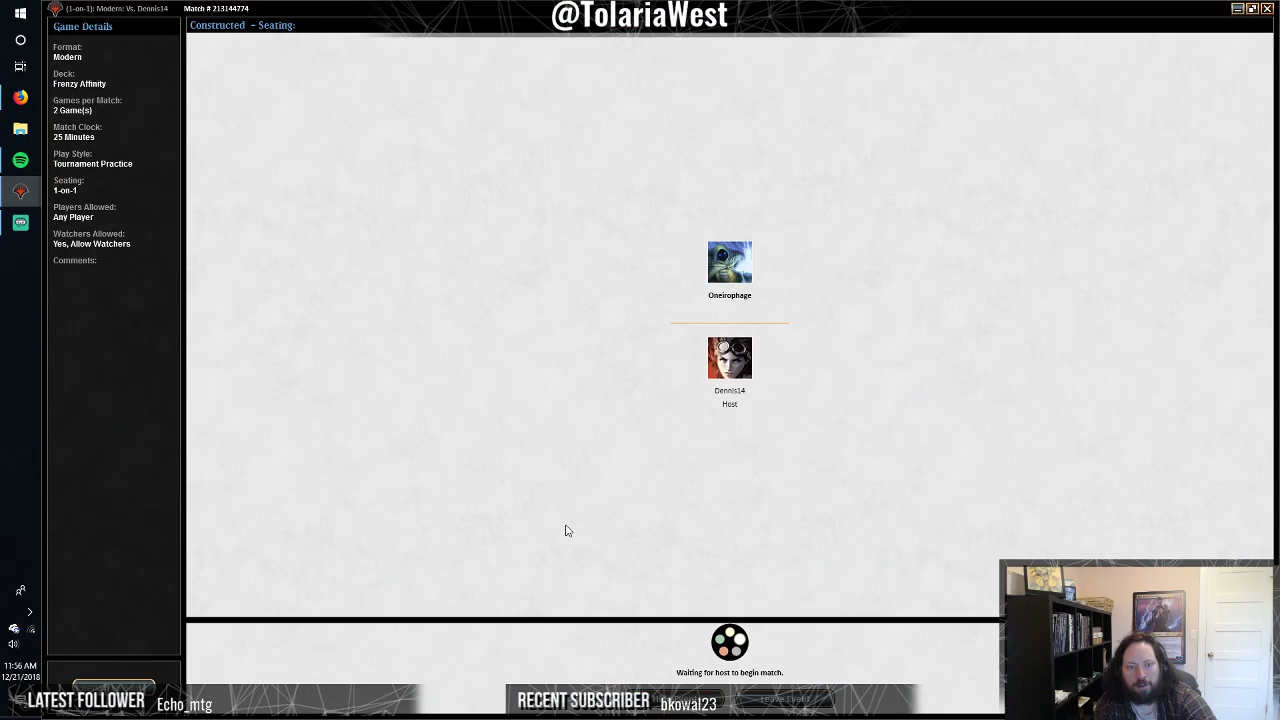 (1-on-1): Modern: Vs. Dennis14
Match # 213144774
@TolariaWest
Game Details
Constructed - Seating:
Format:
Modern
Deck:
Frenzy Affinity
Games per Match:
2 Game(s)
Match Clock:
25 Minutes
Play Style:
Tournament Practice
Seating:
1-on-1
Players Allowed:
Any Player
Watchers Allowed:
Yes, Allow Watchers
Comments:
Oneirophage
Dennis14
Host
Waiting for host to begin match.
11:56 AM
12/21/2018
LATEST FOLLOWER Echo_mtg
RECENT SUBSCRIBER bkowal23
Leave Event